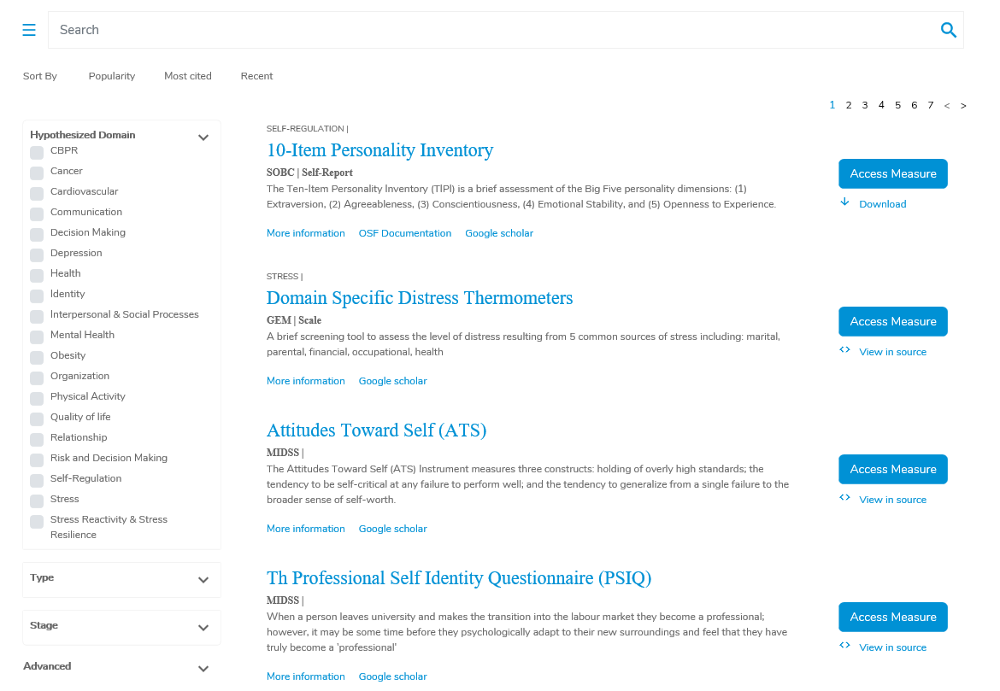 Search
Sort By Popularity Most cited Recent
1 2 3 4 5 6 7 < >
Hypothesized Domain
CBPR
Cancer
Cardiovascular
Communication
Decision Making
Depression
Health
Identity
Interpersonal & Social Processes
Mental Health
Obesity
Organization
Physical Activity
Quality of life
Relationship
Risk and Decision Making
Self-Regulation
Stress
Stress Reactivity & Stress
Resilience
Type
Stage
Advanced
SELF-REGULATION |
10-Item Personality Inventory
SOBC | Self-Report
The Ten-Item Personality Inventory (TIPI) is a brief assessment of the Big Five personality dimensions: (1)
Extraversion, (2) Agreeableness, (3) Conscientiousness, (4) Emotional Stability, and (5) Openness to Experience.
More information OSF Documentation Google scholar
Access Measure
Download
STRESS |
Domain Specific Distress Thermometers
GEM | Scale
A brief screening tool to assess the level of distress resulting from 5 common sources of stress including: marital,
parental, financial, occupational, health
More information Google scholar
Access Measure
<> View in source
Attitudes Toward Self (ATS)
MIDSS |
The Attitudes Toward Self (ATS) Instrument measures three constructs: holding of overly high standards; the
tendency to be self-critical at any failure to perform well; and the tendency to generalize from a single failure to the
broader sense of self-worth.
More information Google scholar
Access Measure
<> View in source
Th Professional Self Identity Questionnaire (PSIQ)
MIDSS |
When a person leaves university and makes the transition into the labour market they become a professional;
however, it may be some time before they psychologically adapt to their new surroundings and feel that they have
truly become a 'professional'
More information Google scholar
Access Measure
<> View in source